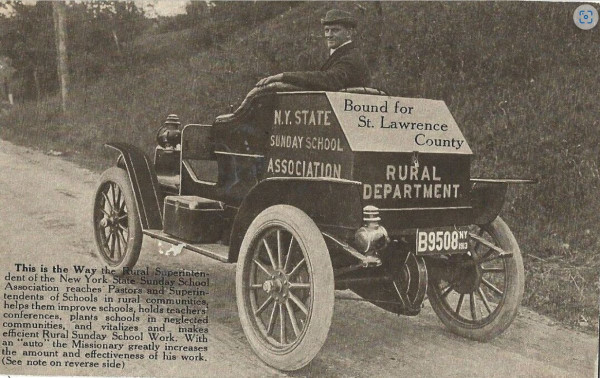 N.Y. STATE
SUNDAY SCHOOL
ASSOCIATION
Bound for
St. Lawrence
County
RURAL
DEPARTMENT
B9508 NY
1913
This is the Way the Rural Superinten-
dent of the New York State Sunday School
Association reaches Pastors and Superin-
tendents of Schools in rural communities,
helps them improve schools, holds teachers'
conferences, plants schools in neglected
communities, and vitalizes and makes
efficient Rural Sunday School Work. With
an "auto" the Missionary greatly increases
the amount and effectiveness of his work.
(See note on reverse side)